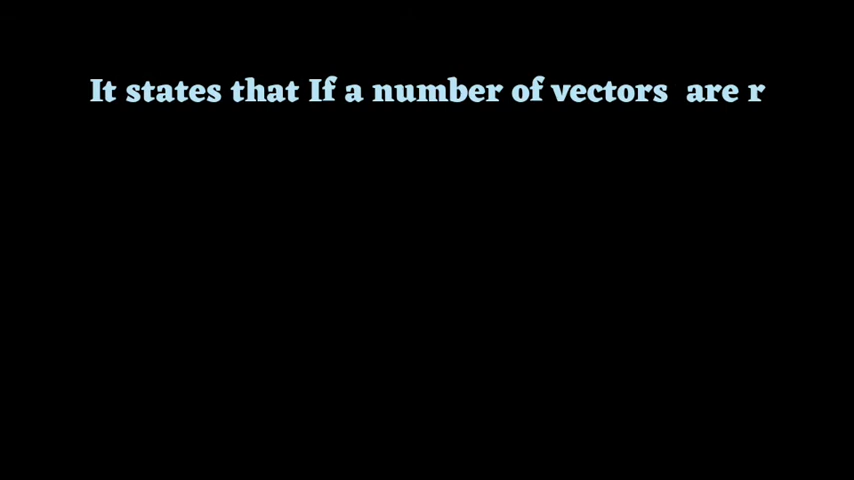 It states that If a number of vectors are r